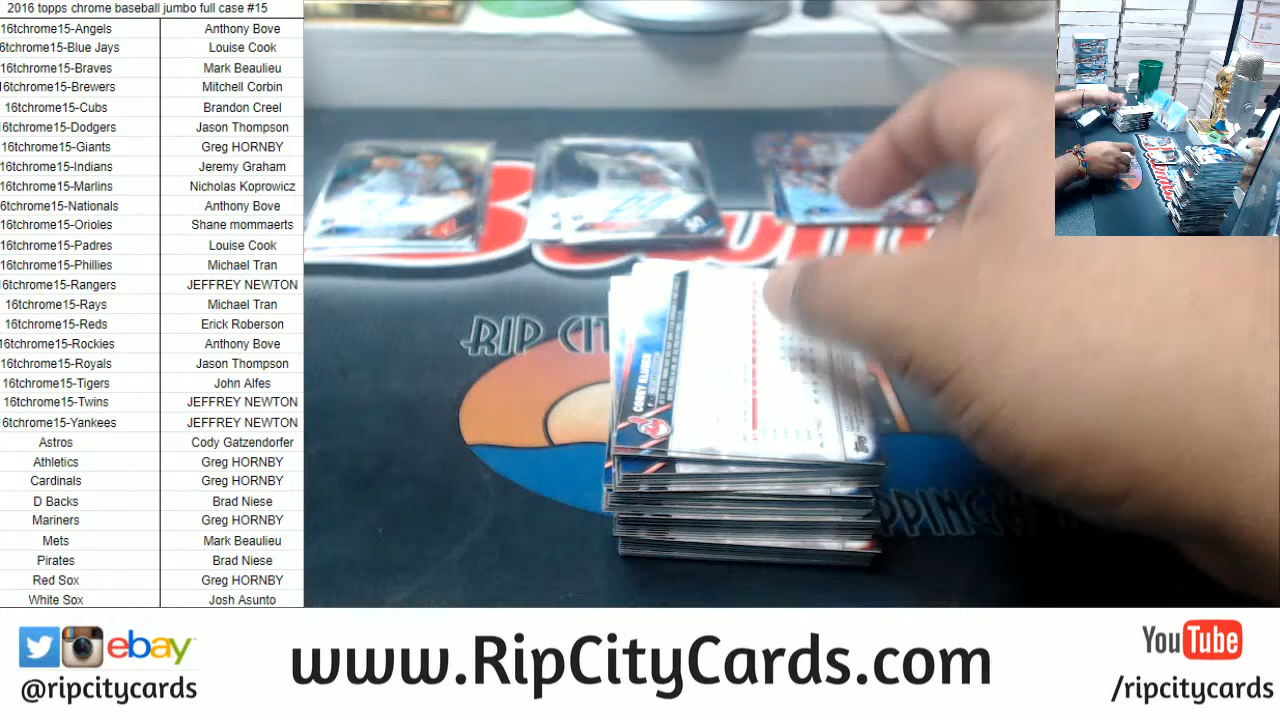 2016 topps chrome baseball jumbo full case #15
16tchrome15-Angels Anthony Bove
6tchrome15-Blue Jays Louise Cook
16tchrome15-Braves Mark Beaulieu
16tchrome15-Brewers Mitchell Corbin
16tchrome15-Cubs Brandon Creel
16tchrome15-Dodgers Jason Thompson
16tchrome15-Giants Greg HORNBY
16tchrome15-Indians Jeremy Graham
16tchrome15-Marlins Nicholas Koprowicz
16tchrome15-Nationals Anthony Bove
16tchrome15-Orioles Shane mommaerts
16tchrome15-Padres Louise Cook
16tchrome15-Phillies Michael Tran
16tchrome15-Rangers JEFFREY NEWTON
16tchrome15-Rays Michael Tran
16tchrome15-Reds Erick Roberson
16tchrome15-Rockies Anthony Bove
16tchrome15-Royals Jason Thompson
16tchrome15-Tigers John Alfes
16tchrome15-Twins JEFFREY NEWTON
16tchrome15-Yankees JEFFREY NEWTON
Astros Cody Gatzendorfer
Athletics Greg HORNBY
Cardinals Greg HORNBY
D Backs Brad Niese
Mariners Greg HORNBY
Mets Mark Beaulieu
Pirates Brad Niese
Red Sox Greg HORNBY
White Sox Josh Asunto
RIP CIT
COREY KLUBER
PPING
ebay
@ripcitycards
www.RipCityCards.com
YouTube
/ripcitycards